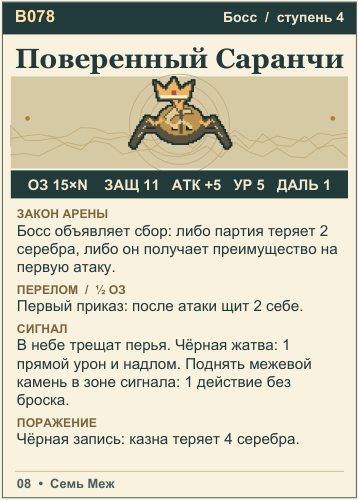 B078
Босс / ступень 4
Поверенный Саранчи
ОЗ 15×N ЗАЩ 11 АТК +5 УР 5 ДАЛЬ 1
ЗАКОН АРЕНЫ
Босс объявляет сбор: либо партия теряет 2
серебра, либо он получает преимущество на
первую атаку.
ПЕРЕЛОМ / ½ ОЗ
Первый приказ: после атаки щит 2 себе.
СИГНАЛ
В небе трещат перья. Чёрная жатва: 1
прямой урон и надлом. Поднять межевой
камень в зоне сигнала: 1 действие без
броска.
ПОРАЖЕНИЕ
Чёрная запись: казна теряет 4 серебра.
08 • Семь Меж